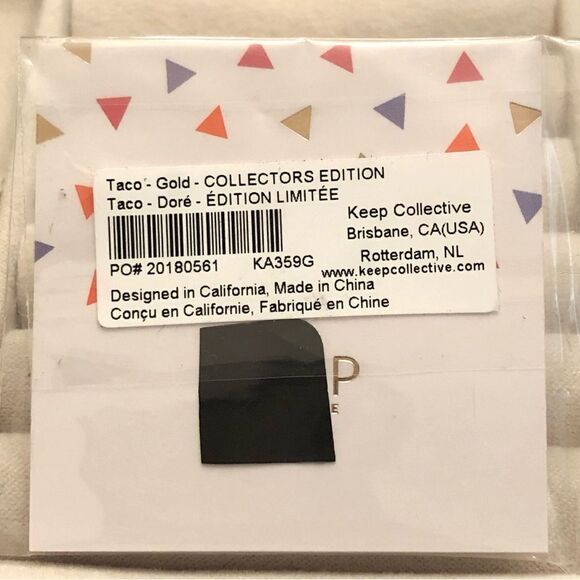 Taco - Gold - COLLECTORS EDITION
Taco - Doré - ÉDITION LIMITÉE
PO# 20180561 KA359G
Keep Collective
Brisbane, CA(USA)
Rotterdam, NL
www.keepcollective.com
Designed in California, Made in China
Conçu en Californie, Fabriqué en Chine
P
E